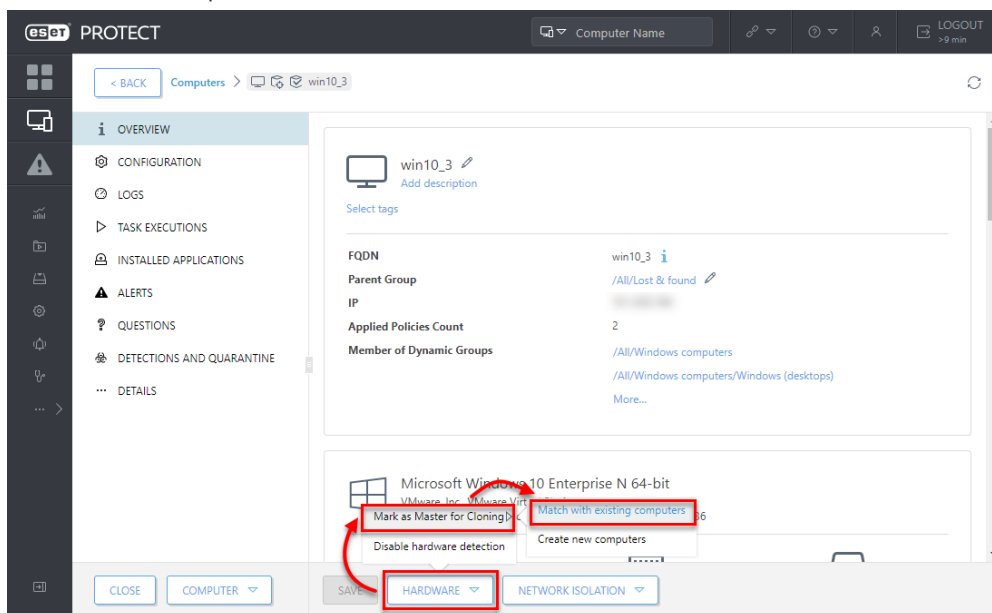 eset PROTECT
Computer Name
LOGOUT
>9 min
< BACK
Computers
win10_3
OVERVIEW
CONFIGURATION
LOGS
TASK EXECUTIONS
INSTALLED APPLICATIONS
ALERTS
QUESTIONS
DETECTIONS AND QUARANTINE
DETAILS
win10_3
Add description
Select tags
FQDN win10_3
Parent Group /All/Lost & found
IP
Applied Policies Count 2
Member of Dynamic Groups /All/Windows computers
/All/Windows computers/Windows (desktops)
More...
Microsoft Windows 10 Enterprise N 64-bit
VMware, Inc. VMware
Mark as Master for Cloning
Match with existing computers
Disable hardware detection
Create new computers
CLOSE
COMPUTER
SAVE
HARDWARE
NETWORK ISOLATION